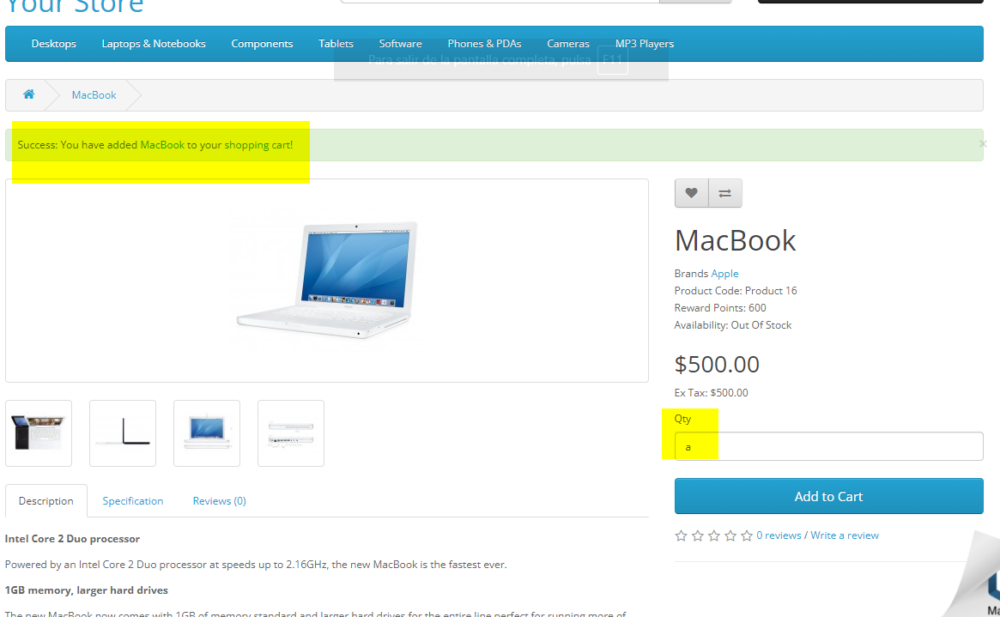 Your Store
Desktops Laptops & Notebooks Components Tablets Software Phones & PDAs Cameras MP3 Players
Para salir de la pantalla completa, pulsa F11
MacBook
Success: You have added MacBook to your shopping cart!
×
MacBook
Brands Apple
Product Code: Product 16
Reward Points: 600
Availability: Out Of Stock
$500.00
Ex Tax: $500.00
Qty
a
Add to Cart
0 reviews / Write a review
Description Specification Reviews (0)
Intel Core 2 Duo processor
Powered by an Intel Core 2 Duo processor at speeds up to 2.16GHz, the new MacBook is the fastest ever.
1GB memory, larger hard drives
The new MacBook now comes with 1GB of memory standard and larger hard drives for the entire line perfect for running more of
Ma